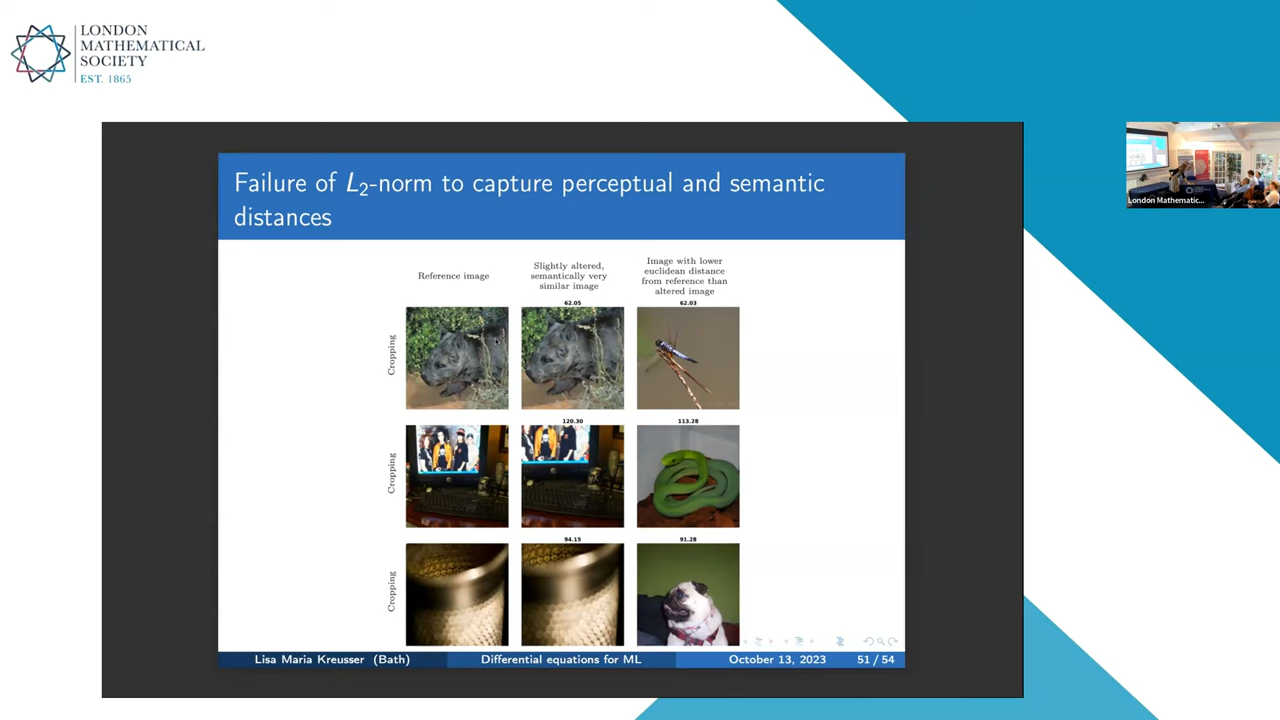 LONDON
MATHEMATICAL
SOCIETY
EST. 1865
London Mathematic...
Failure of L2-norm to capture perceptual and semantic
distances
Reference image
Slightly altered,
semantically very
similar image
Image with lower
euclidean distance
from reference than
altered image
62.05
62.03
Cropping
120.30
113.28
Cropping
94.15
91.28
Cropping
Lisa Maria Kreusser (Bath)
Differential equations for ML
October 13, 2023
51 / 54